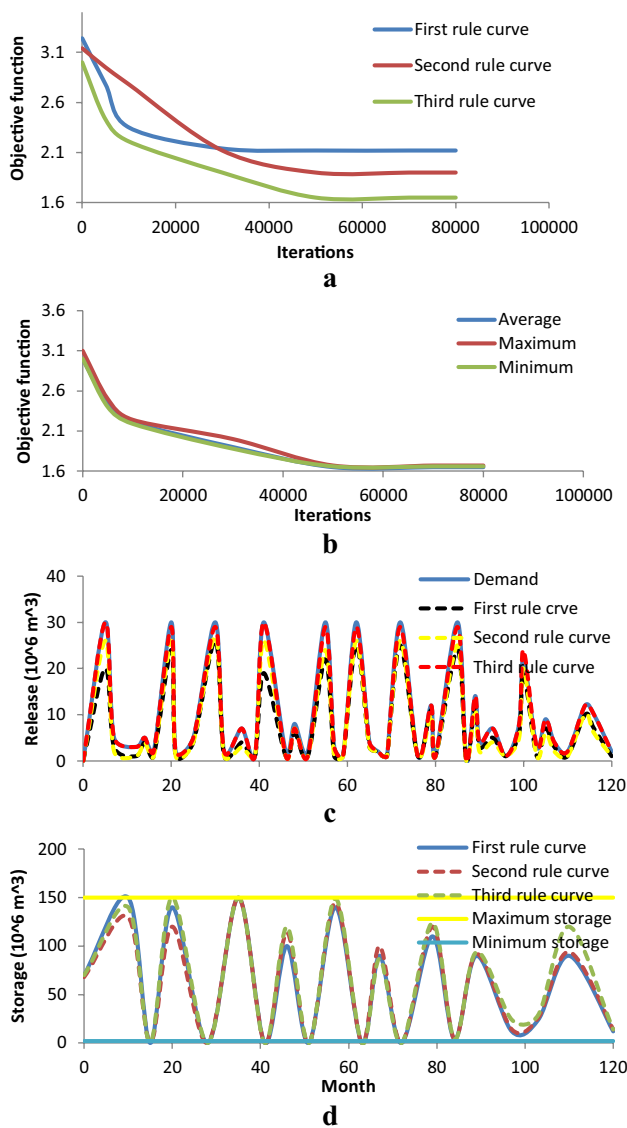 3.1
2.6
2.1
1.6
Objective function
First rule curve
Second rule curve
Third rule curve
0 20000 40000 60000 80000 100000
Iterations
a
3.6
3.1
2.6
2.1
1.6
Objective function
Average
Maximum
Minimum
0 20000 40000 60000 80000 100000
Iterations
b
40
30
20
10
0
Release (10^6 m^3)
Demand
First rule crve
Second rule curve
Third rule curve
0 20 40 60 80 100 120
c
200
150
100
50
0
Storage (10^6 m^3)
First rule curve
Second rule curve
Third rule curve
Maximum storage
Minimum storage
0 20 40 60 80 100 120
Month
d